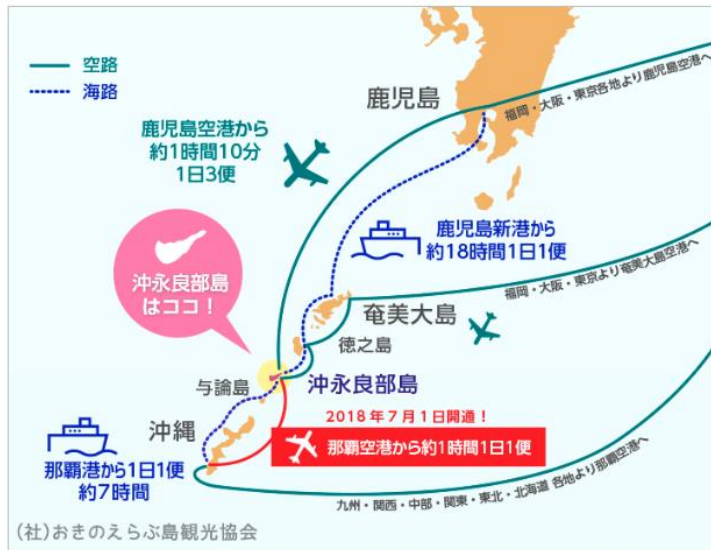 空路
海路
鹿児島
福岡・大阪・東京各地より鹿児島空港へ
鹿児島空港から
約1時間10分
1日3便
鹿児島新港から
約18時間1日1便
沖永良部島
はココ！
福岡・大阪・東京より奄美大島空港へ
奄美大島
徳之島
与論島
沖永良部島
2018年7月1日開通！
沖縄
那覇空港から約1時間1日1便
那覇港から1日1便
約7時間
九州・関西・中部・関東・東北・北海道 各地より那覇空港へ
(社)おきのえらぶ島観光協会